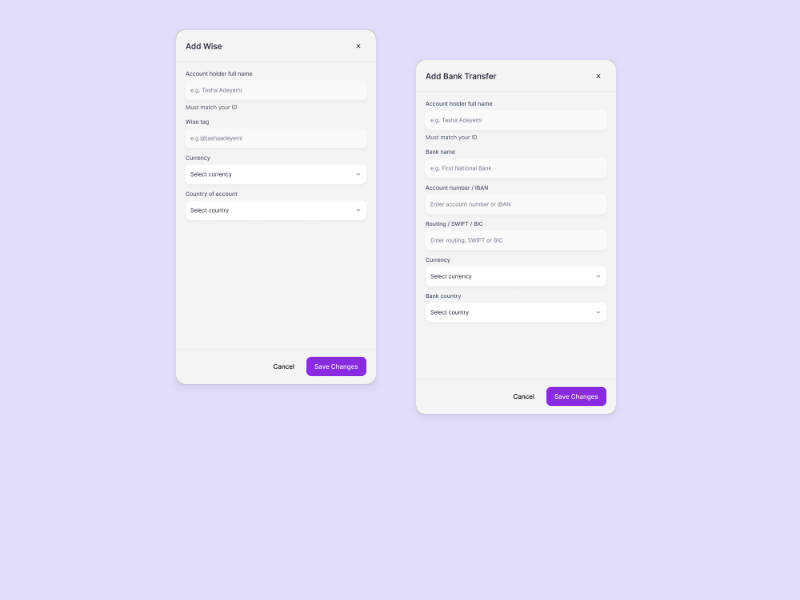 Add Wise
Account holder full name
e.g. Tasha Adeyemi
Must match your ID
Wise tag
e.g @tashaadeyemi
Currency
Select currency
Country of account
Select country
Cancel
Save Changes
Add Bank Transfer
Account holder full name
e.g. Tasha Adeyemi
Must match your ID
Bank name
e.g. First National Bank
Account number / IBAN
Enter account number or IBAN
Routing / SWIFT / BIC
Enter routing, SWIFT or BIC
Currency
Select currency
Bank country
Select country
Cancel
Save Changes